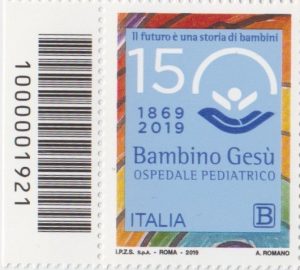 Il futuro è una storia di bambini
150
1869
2019
Bambino Gesù
OSPEDALE PEDIATRICO
ITALIA B
I.P.Z.S. S.p.A. - ROMA - 2019 A. ROMANO
1000001921